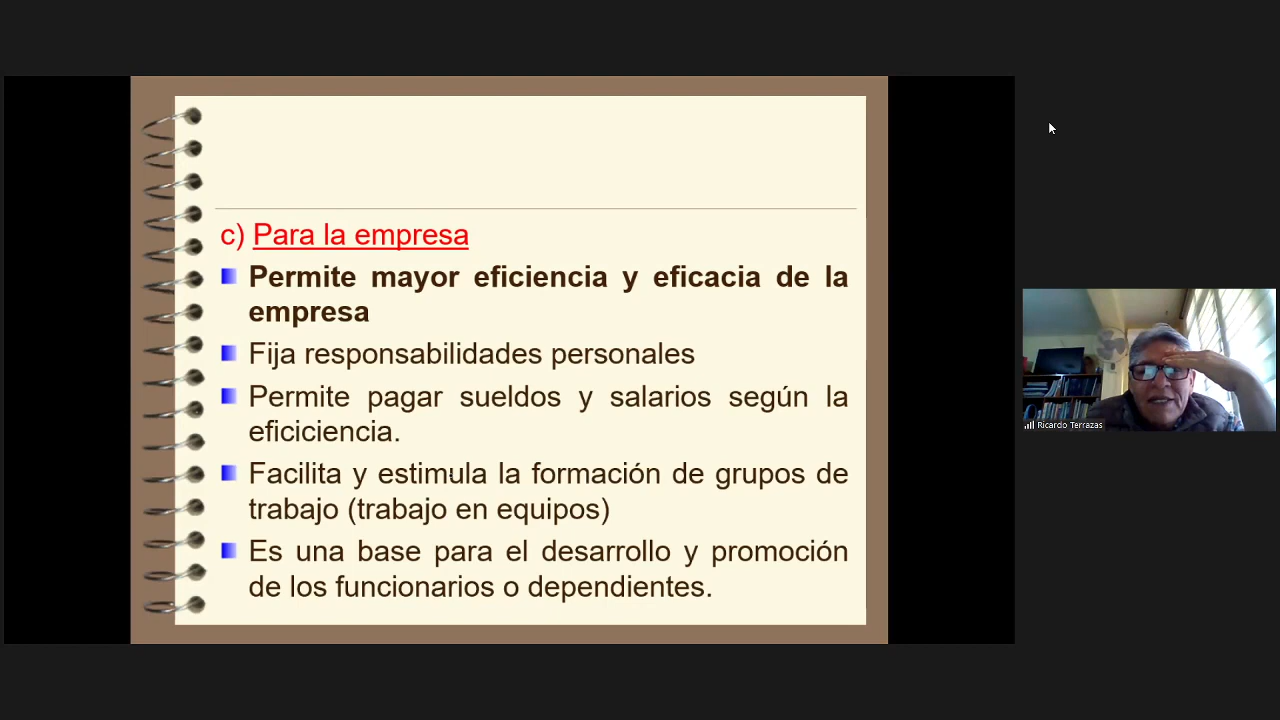 c) Para la empresa
Permite mayor eficiencia y eficacia de la
empresa
Fija responsabilidades personales
Permite pagar sueldos y salarios según la
eficiciencia.
Facilita y estimula la formación de grupos de
trabajo (trabajo en equipos)
Es una base para el desarrollo y promoción
de los funcionarios o dependientes.
Ricardo Terrazas